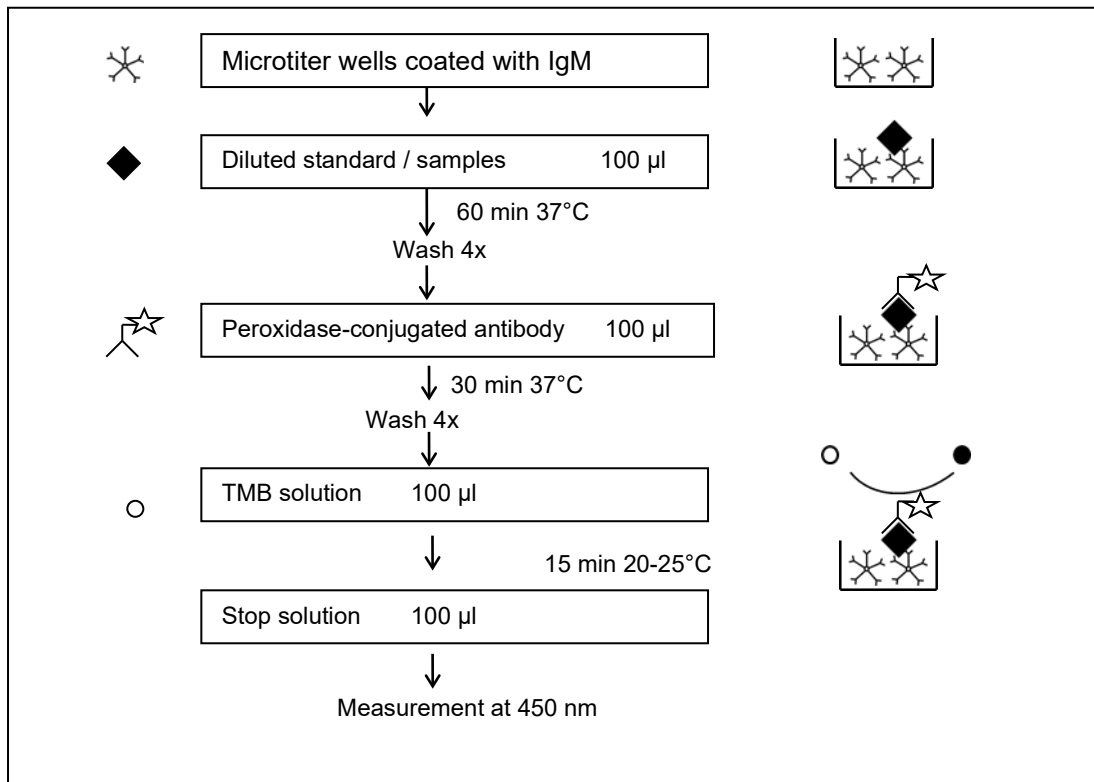 Microtiter wells coated with IgM
Diluted standard / samples 100 µl
60 min 37°C
Wash 4x
Peroxidase-conjugated antibody 100 µl
30 min 37°C
Wash 4x
TMB solution 100 µl
15 min 20-25°C
Stop solution 100 µl
Measurement at 450 nm